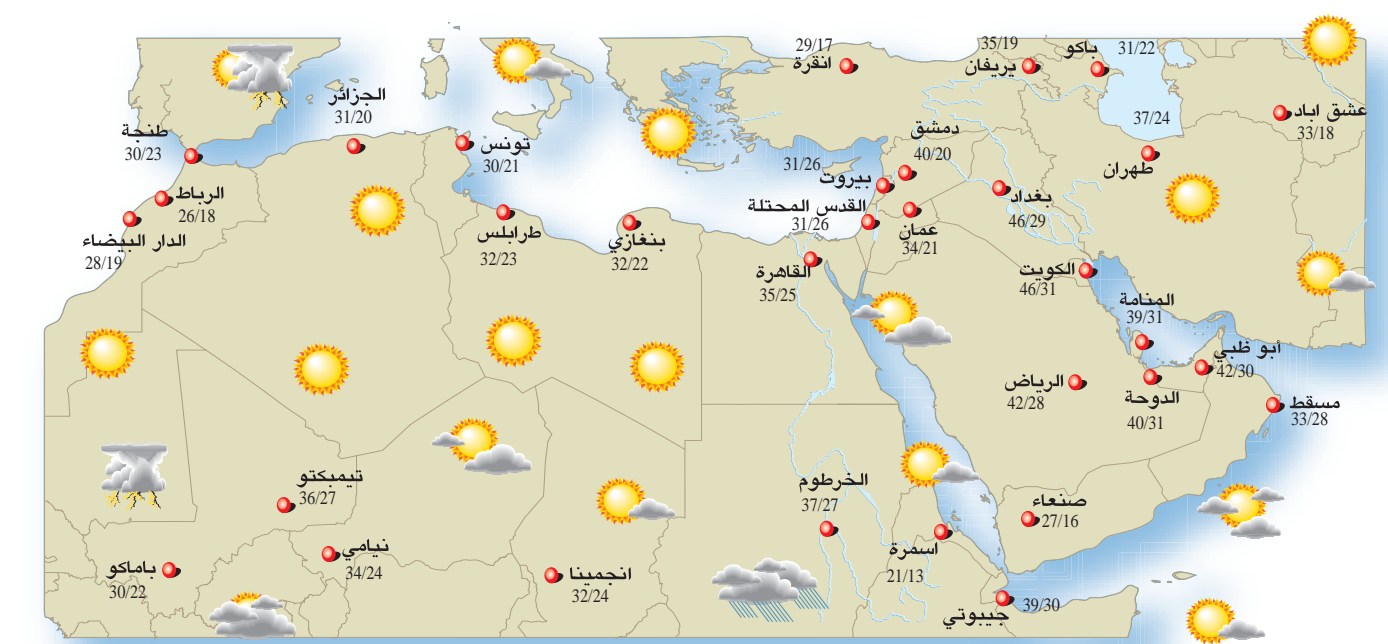 29/17
انقرة
35/19
يريفان
باكو
31/22
عشق اباد
33/18
37/24
طهران
الجزائر
31/20
طنجة
30/23
تونس
30/21
دمشق
40/20
31/26
بيروت
الرباط
26/18
بغداد
46/29
القدس المحتلة
31/26
عمان
34/21
الدار البيضاء
28/19
طرابلس
32/23
بنغازي
32/22
القاهرة
35/25
الكويت
46/31
المنامة
39/31
أبو ظبي
42/30
الرياض
42/28
الدوحة
40/31
مسقط
33/28
تيمبكتو
36/27
الخرطوم
37/27
صنعاء
27/16
اسمرة
21/13
نيامي
34/24
باماكو
30/22
انجمينا
32/24
39/30
جيبوتي